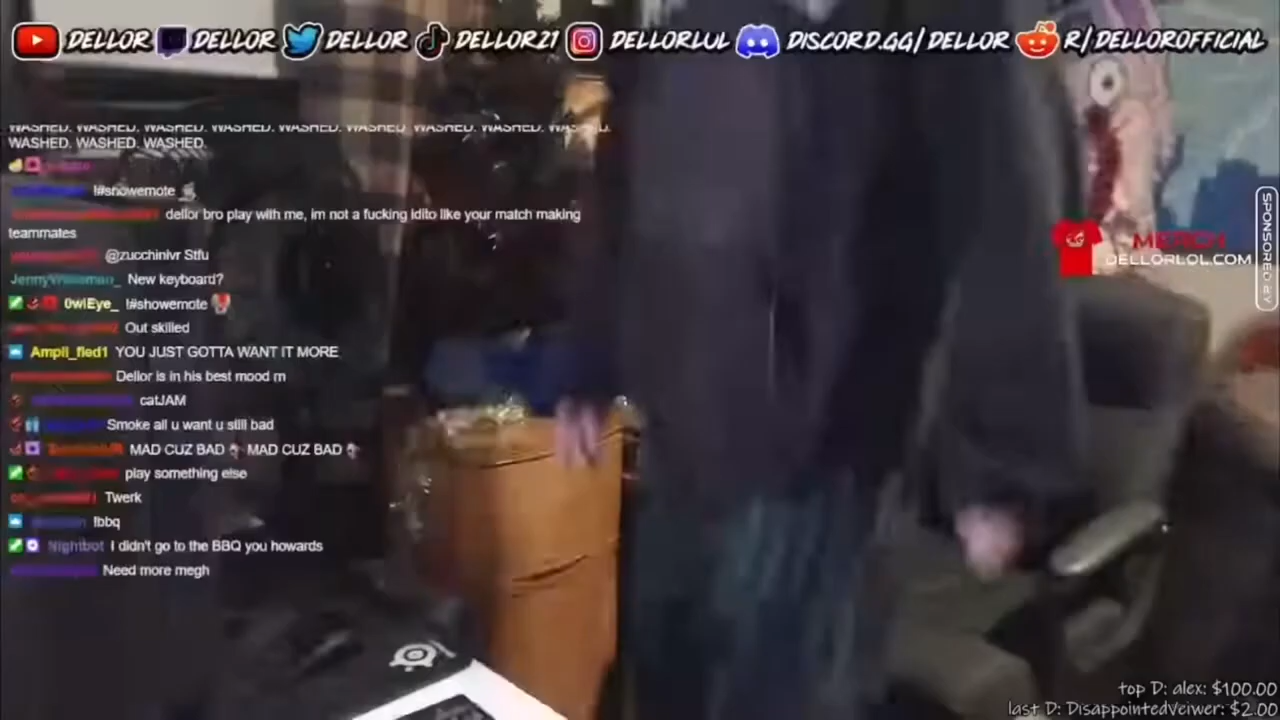 DELLOR DELLOR DELLOR DELLOR21 DELLORLUL DISCORD.GG/DELLOR R/DELLOROFFICIAL
WASHED. WASHED. WASHED. WASHED. WASHED. WASHED. WASHED. WASHED. WASHED.
WASHED. WASHED. WASHED.
!#showemote
dellor bro play with me, im not a fucking idito like your match making
teammates
@zucchinlvr Stfu
New keyboard?
0wlEye_ !#showemote
Out skilled
Ampli_fied1 YOU JUST GOTTA WANT IT MORE
Dellor is in his best mood rn
catJAM
Smoke all u want u still bad
MAD CUZ BAD MAD CUZ BAD
play something else
Twerk
!bbq
Nightbot I didn't go to the BBQ you howards
Need more megh
SPONSORED BY
MERCH
DELLORLOL.COM
top D: alex: $100.00
last D: DisappointedVeiwer: $2.00